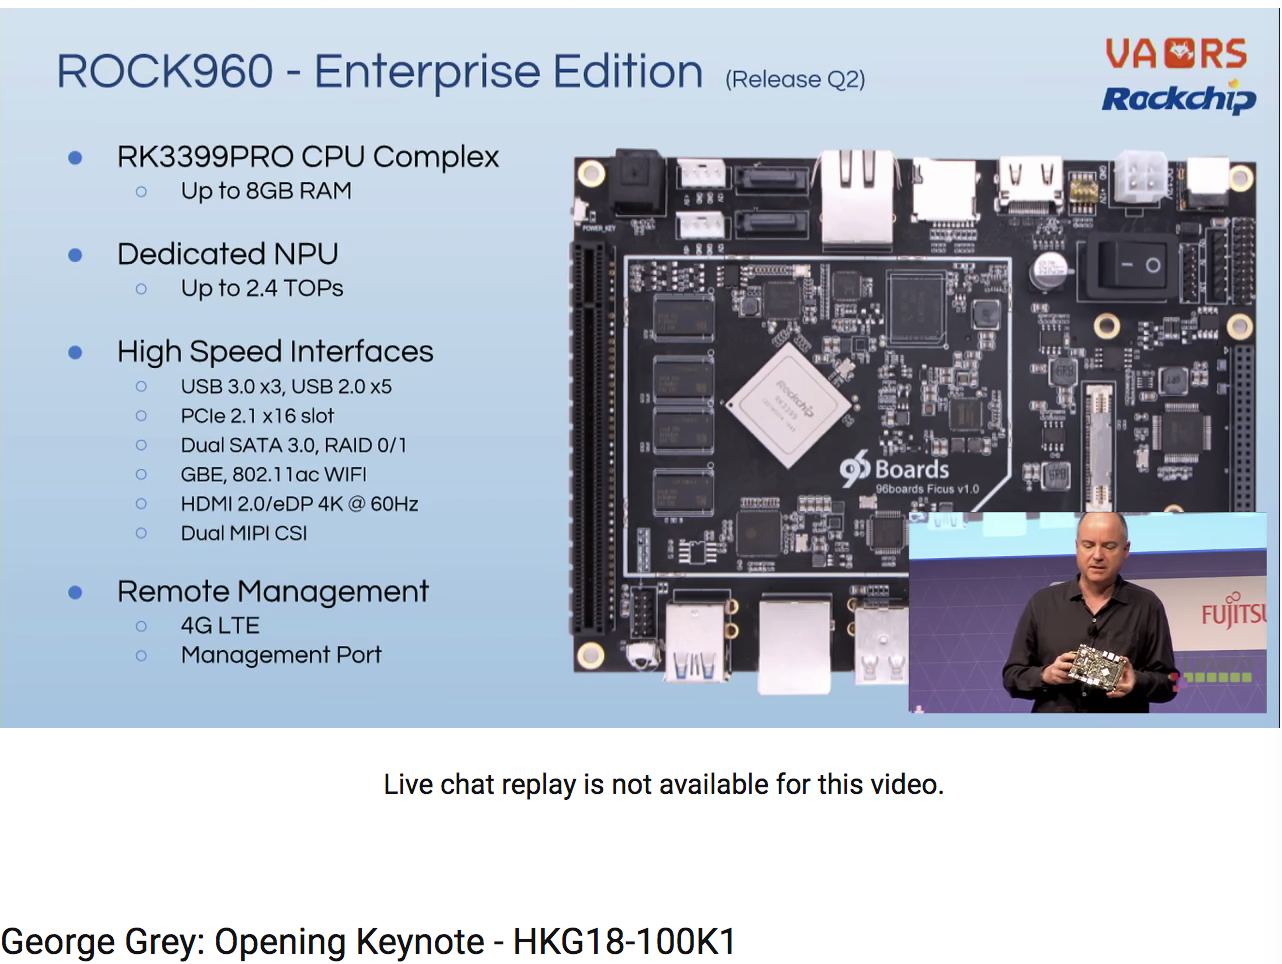 ROCK960 - Enterprise Edition (Release Q2)
VAMRS
Rockchip
RK3399PRO CPU Complex
Up to 8GB RAM
Dedicated NPU
Up to 2.4 TOPs
High Speed Interfaces
USB 3.0 x3, USB 2.0 x5
PCIe 2.1 x16 slot
Dual SATA 3.0, RAID 0/1
GBE, 802.11ac WIFI
HDMI 2.0/eDP 4K @ 60Hz
Dual MIPI CSI
Remote Management
4G LTE
Management Port
POWER_KEY
Rockchip
RK3399
96Boards
96boards Ficus v1.0
FUJITSU
Live chat replay is not available for this video.
George Grey: Opening Keynote - HKG18-100K1